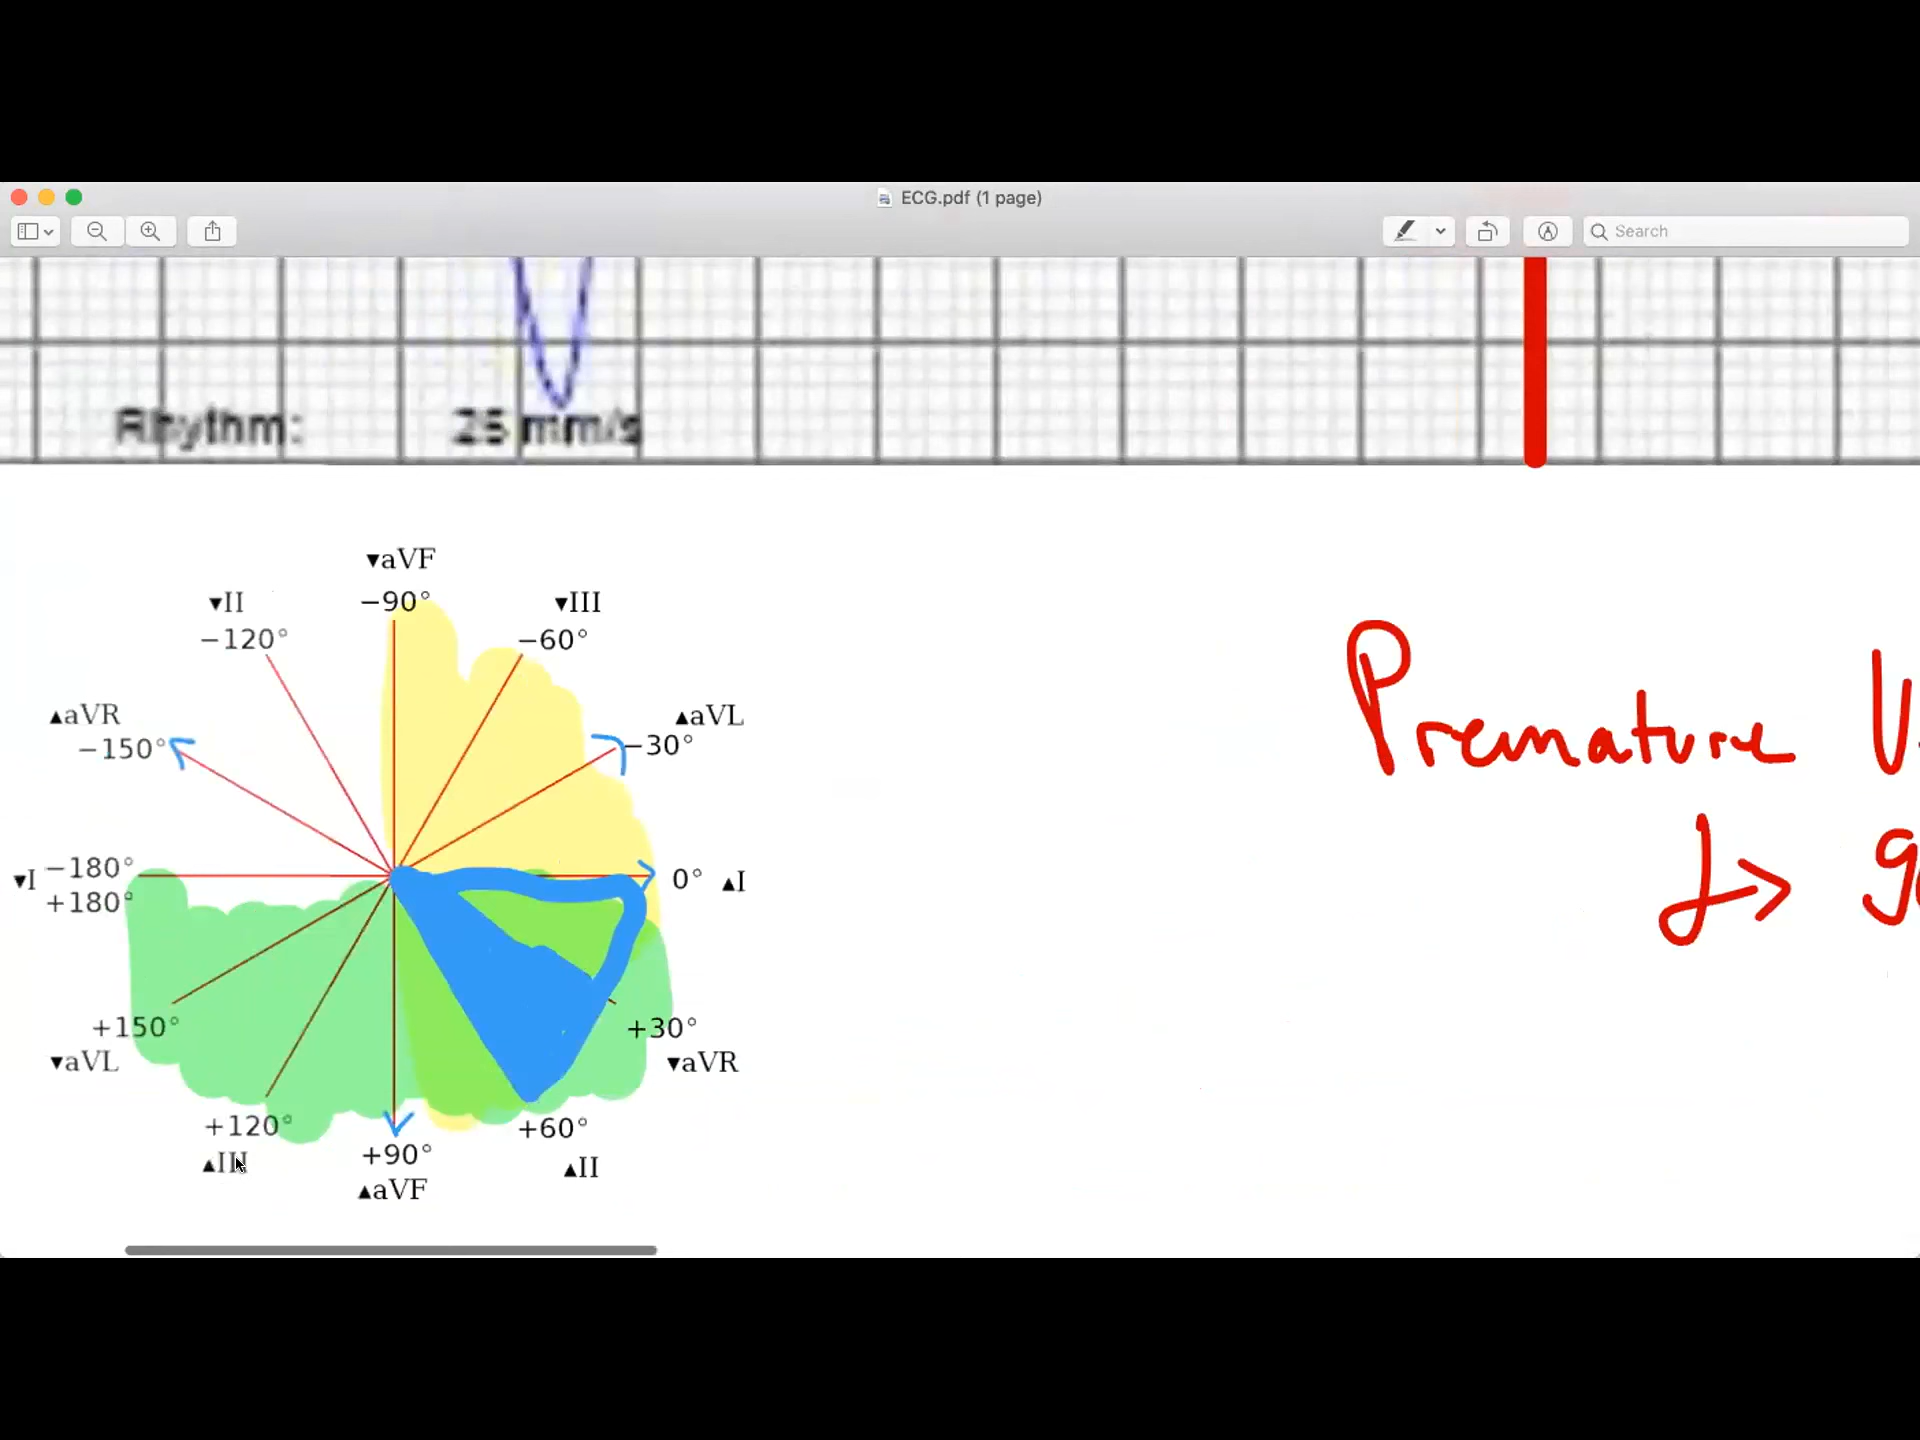 ECG.pdf (1 page)
Search
Rhythm: 25 mm/s
▾aVF
−90°
▾II
−120°
▾III
−60°
▴aVR
−150°
▴aVL
−30°
▾I −180°
+180°
0° ▴I
+150°
▾aVL
+30°
▾aVR
+120°
▴III
+90°
▴aVF
+60°
▴II
Premature